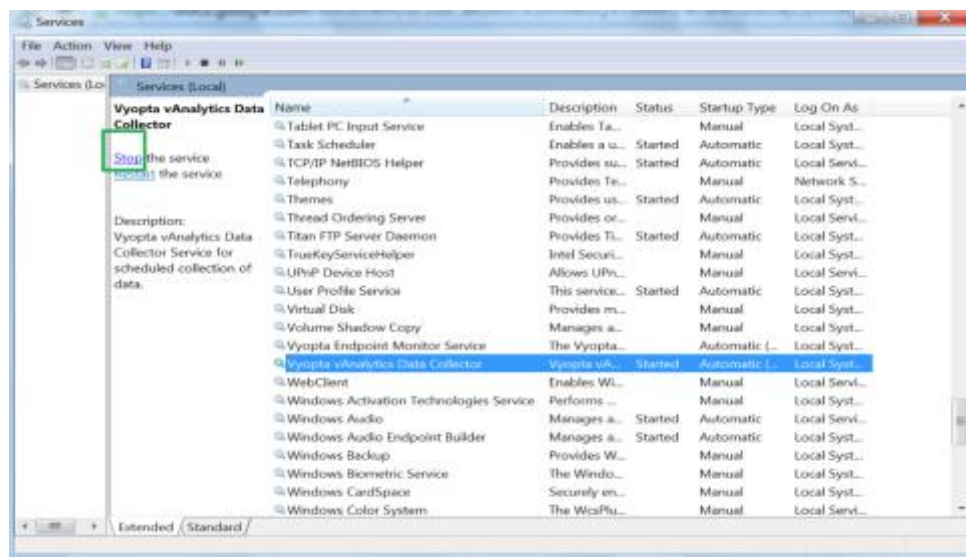 Services
File Action View Help
Services (Lo
Services (Local)
Vyopta vAnalytics Data
Collector
Stop the service
Restart the service
Description:
Vyopta vAnalytics Data
Collector Service for
scheduled collection of
data.
Name Description Status Startup Type Log On As
Tablet PC Input Service Enables Ta... Manual Local Syst...
Task Scheduler Enables a u... Started Automatic Local Syst...
TCP/IP NetBIOS Helper Provides su... Started Automatic Local Servi...
Telephony Provides Te... Manual Network S...
Themes Provides us... Started Automatic Local Syst...
Thread Ordering Server Provides or... Manual Local Servi...
Titan FTP Server Daemon Provides Ti... Started Automatic Local Syst...
TrueKeyServiceHelper Intel Securi... Manual Local Syst...
UPnP Device Host Allows UPn... Manual Local Servi...
User Profile Service This service... Started Automatic Local Syst...
Virtual Disk Provides m... Manual Local Syst...
Volume Shadow Copy Manages a... Manual Local Syst...
Vyopta Endpoint Monitor Service The Vyopta... Automatic (... Local Syst...
Vyopta vAnalytics Data Collector Vyopta vA... Started Automatic (... Local Syst...
WebClient Enables Wi... Manual Local Servi...
Windows Activation Technologies Service Performs ... Manual Local Syst...
Windows Audio Manages a... Started Automatic Local Servi...
Windows Audio Endpoint Builder Manages a... Started Automatic Local Syst...
Windows Backup Provides W... Manual Local Syst...
Windows Biometric Service The Windo... Manual Local Syst...
Windows CardSpace Securely en... Manual Local Syst...
Windows Color System The WcsPlu... Manual Local Servi...
Extended Standard